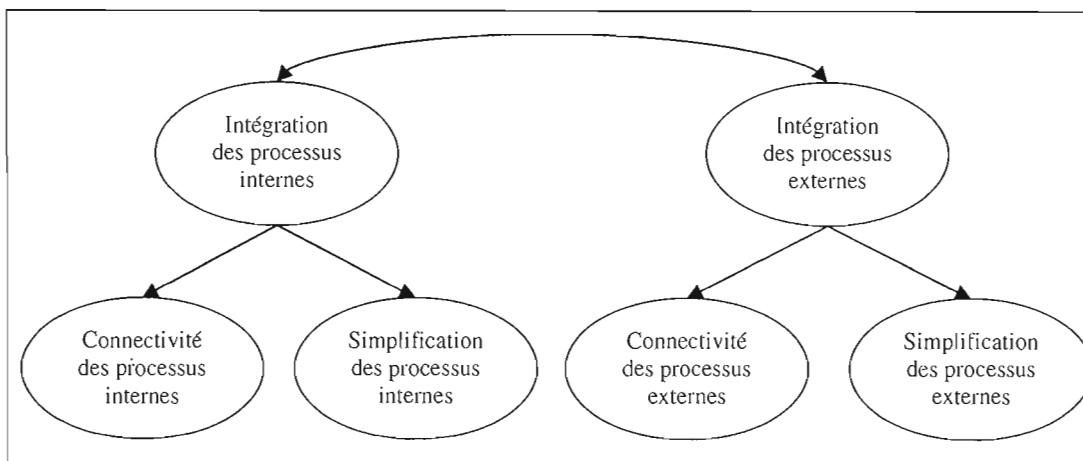 Intégration
des processus
internes
Intégration
des processus
externes
Connectivité
des processus
internes
Simplification
des processus
internes
Connectivité
des processus
externes
Simplification
des processus
externes